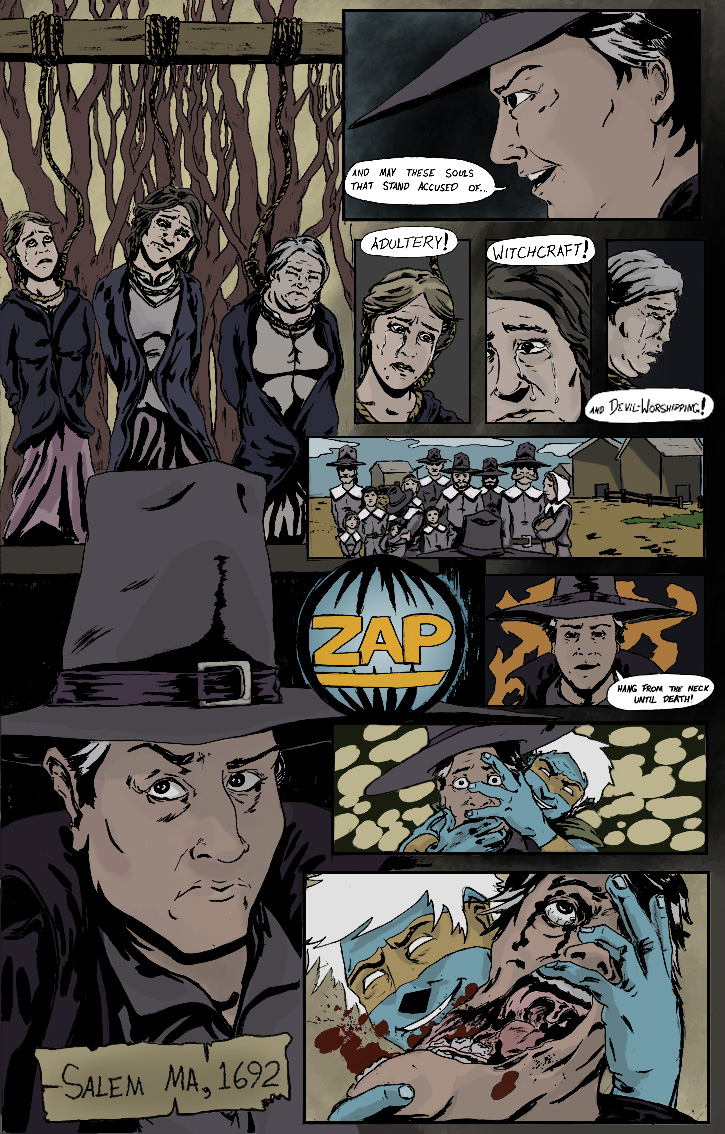 AND MAY THESE SOULS
THAT STAND ACCUSED OF...
ADULTERY!
WITCHCRAFT!
AND DEVIL-WORSHIPPING!
ZAP
HANG FROM THE NECK
UNTIL DEATH!
SALEM MA, 1692